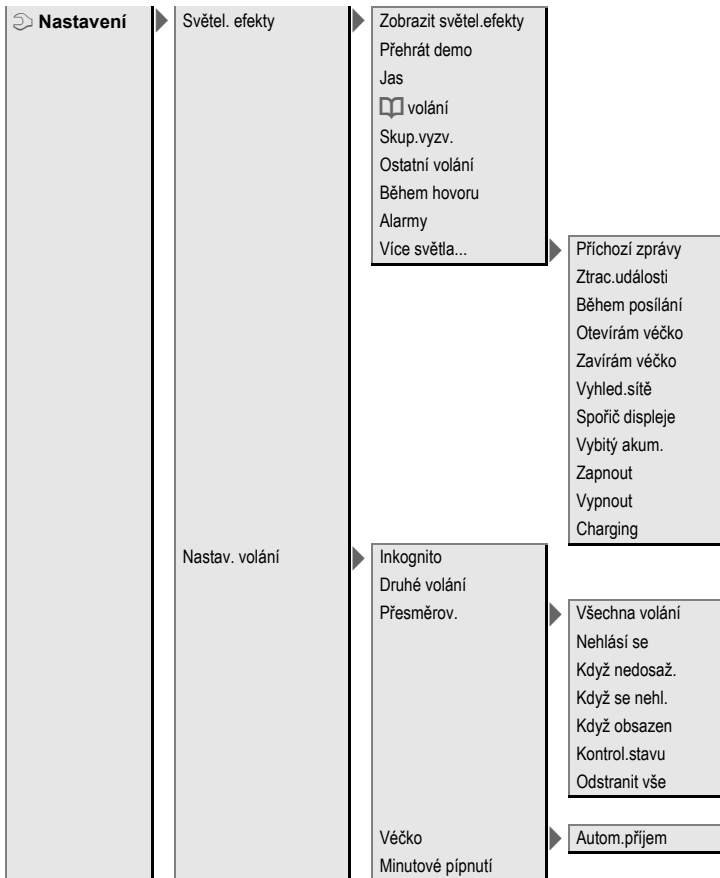 Nastavení
Světel. efekty
Zobrazit světel.efekty
Přehrát demo
Jas
volání
Skup.vyzv.
Ostatní volání
Během hovoru
Alarmy
Více světla...
Příchozí zprávy
Ztrac.události
Během posílání
Otevírám véčko
Zavírám véčko
Vyhled.sítě
Spořič displeje
Vybitý akum.
Zapnout
Vypnout
Charging
Nastav. volání
Inkognito
Druhé volání
Přesměrov.
Všechna volání
Nehlásí se
Když nedosaž.
Když se nehl.
Když obsazen
Kontrol.stavu
Odstranit vše
Véčko
Autom.příjem
Minutové pípnutí